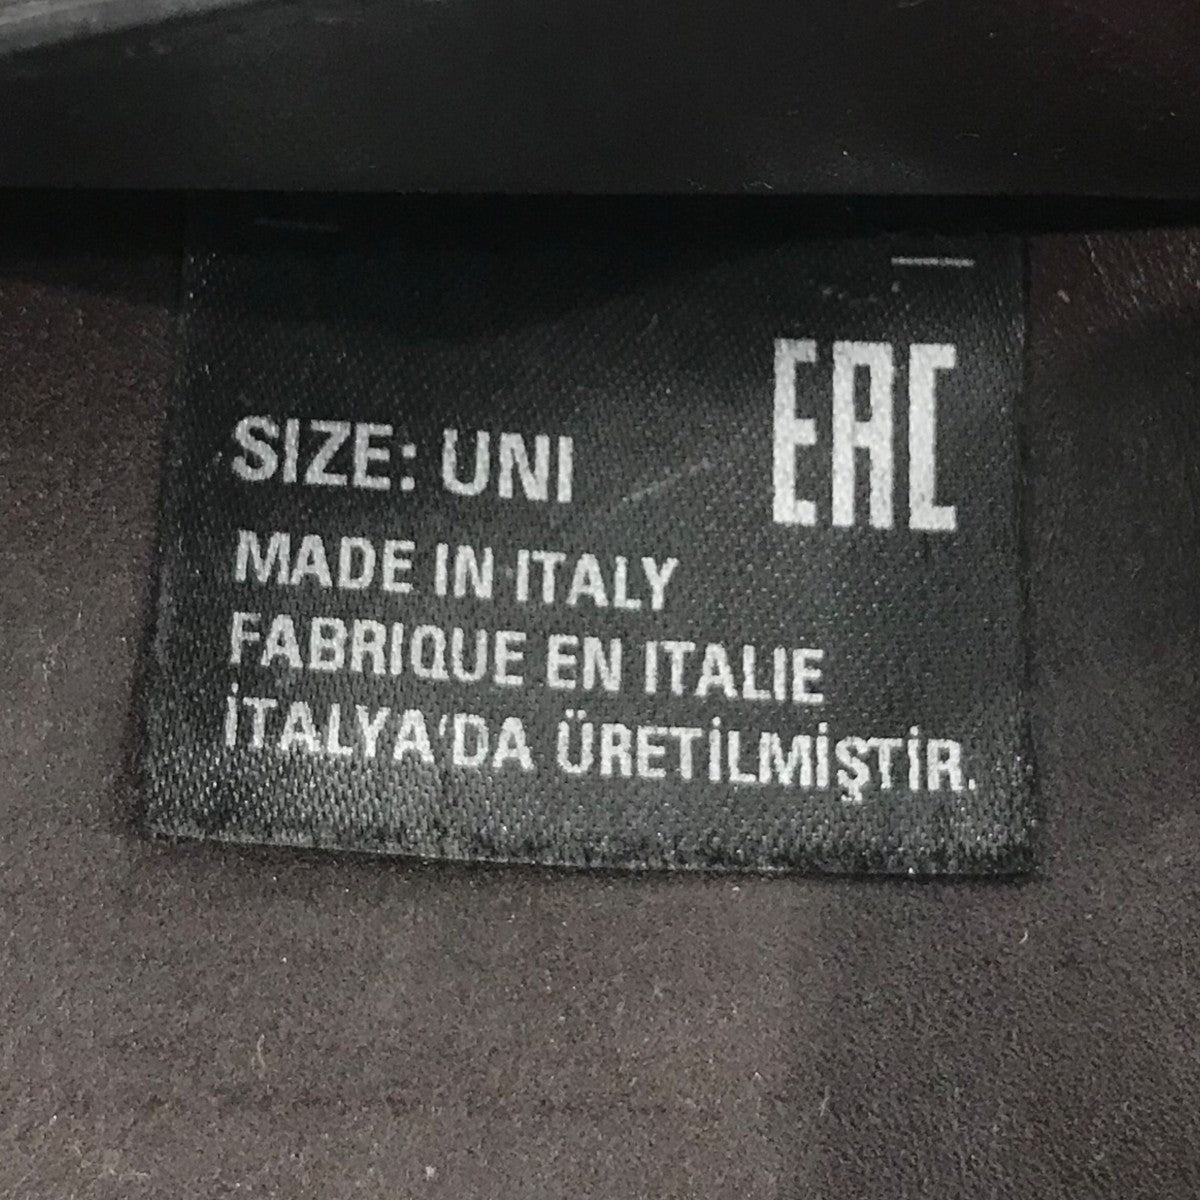 EAC
SIZE: UNI
MADE IN ITALY
FABRIQUE EN ITALIE
İTALYA'DA ÜRETİLMİŞTİR.